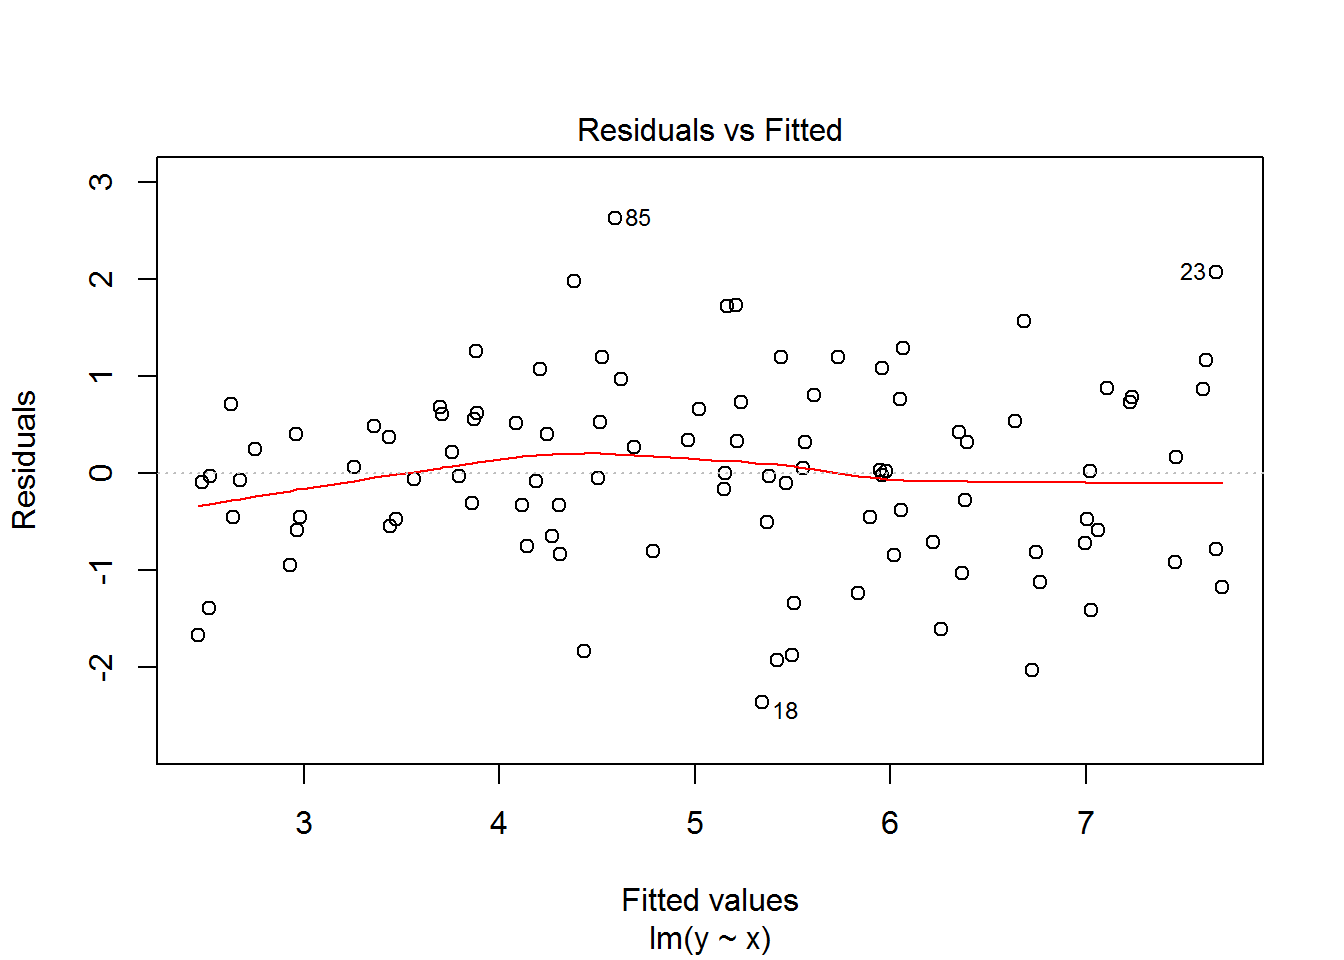 Residuals vs Fitted
Residuals
3
2
1
0
-1
-2
85
23
18
3 4 5 6 7
Fitted values
lm(y ~ x)